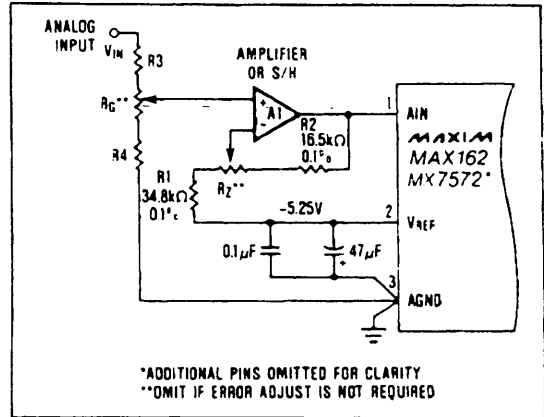 ANALOG
INPUT
VIN
R3
RG**
R4
AMPLIFIER
OR S/H
+
A1
-
R2
16.5kΩ
0.1%
RZ**
R1
34.8kΩ
0.1%
-5.25V
0.1µF
47µF
+
1
AIN
MAXIM
MAX162
MX7572*
2
VREF
3
AGND
*ADDITIONAL PINS OMITTED FOR CLARITY
**OMIT IF ERROR ADJUST IS NOT REQUIRED